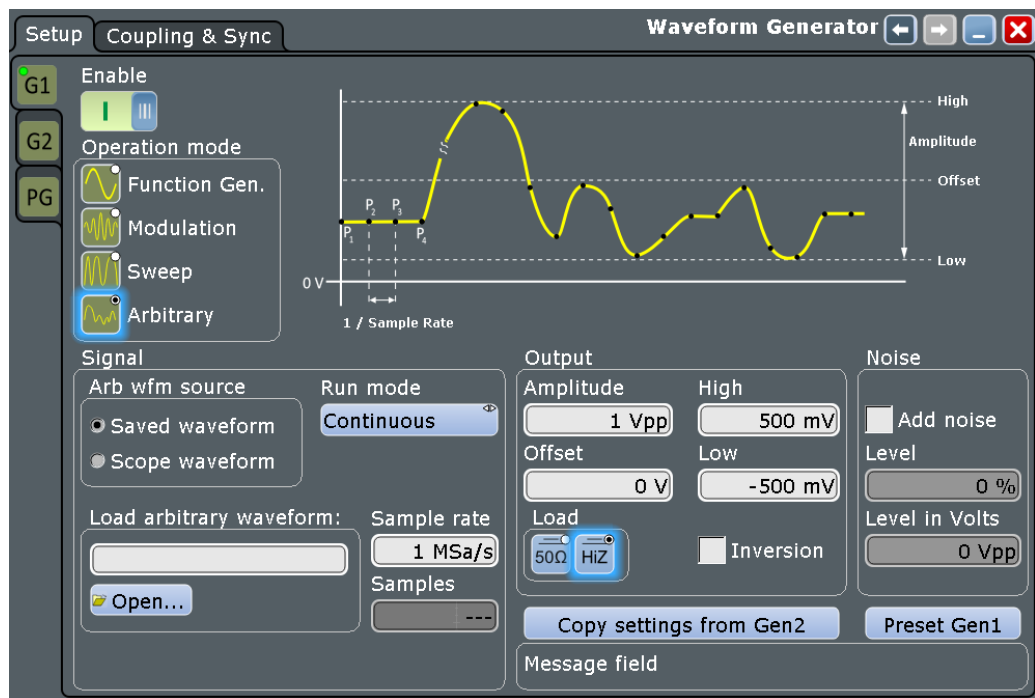 Setup
Coupling & Sync
Waveform Generator
G1
G2
PG
Enable
Operation mode
Function Gen.
Modulation
Sweep
Arbitrary
High
Amplitude
Offset
Low
P1
P2
P3
P4
0 V
1 / Sample Rate
Signal
Arb wfm source
Saved waveform
Scope waveform
Run mode
Continuous
Load arbitrary waveform:
Open...
Sample rate
1 MSa/s
Samples
---
Output
Amplitude
1 Vpp
High
500 mV
Offset
0 V
Low
-500 mV
Load
50Ω
HiZ
Inversion
Noise
Add noise
Level
0 %
Level in Volts
0 Vpp
Copy settings from Gen2
Preset Gen1
Message field